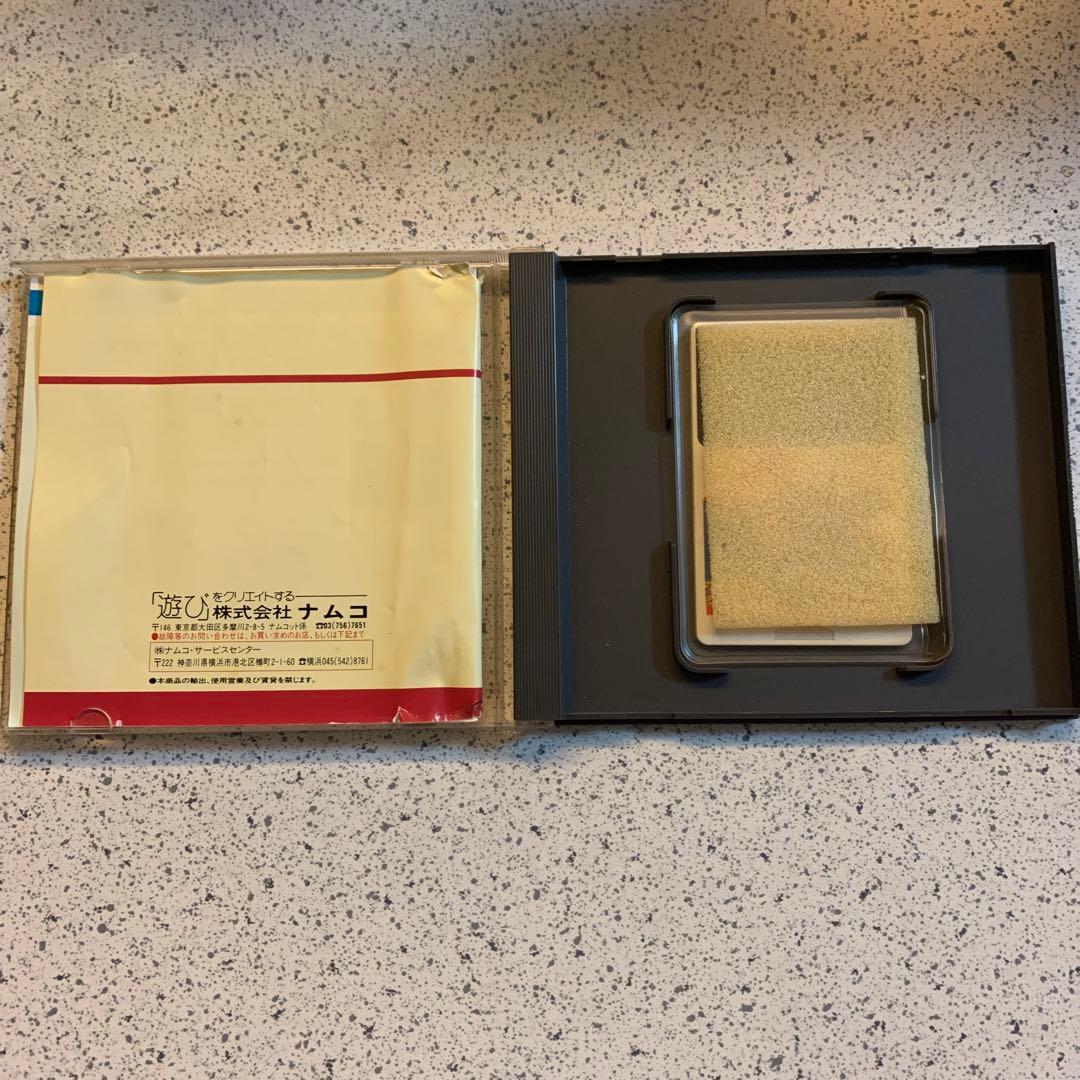 「遊び」をクリエイトする
株式会社 ナムコ
〒146 東京都大田区多摩川2-8-5 ナムコット係 ☎03(756)7651
●故障等のお問い合わせは、お買い求めのお店、もしくは下記まで
㈱ナムコ・サービスセンター
〒222 神奈川県横浜市港北区樽町2-1-60 ☎横浜045(542)8761
●本商品の輸出、使用営業及び賃貸を禁じます。